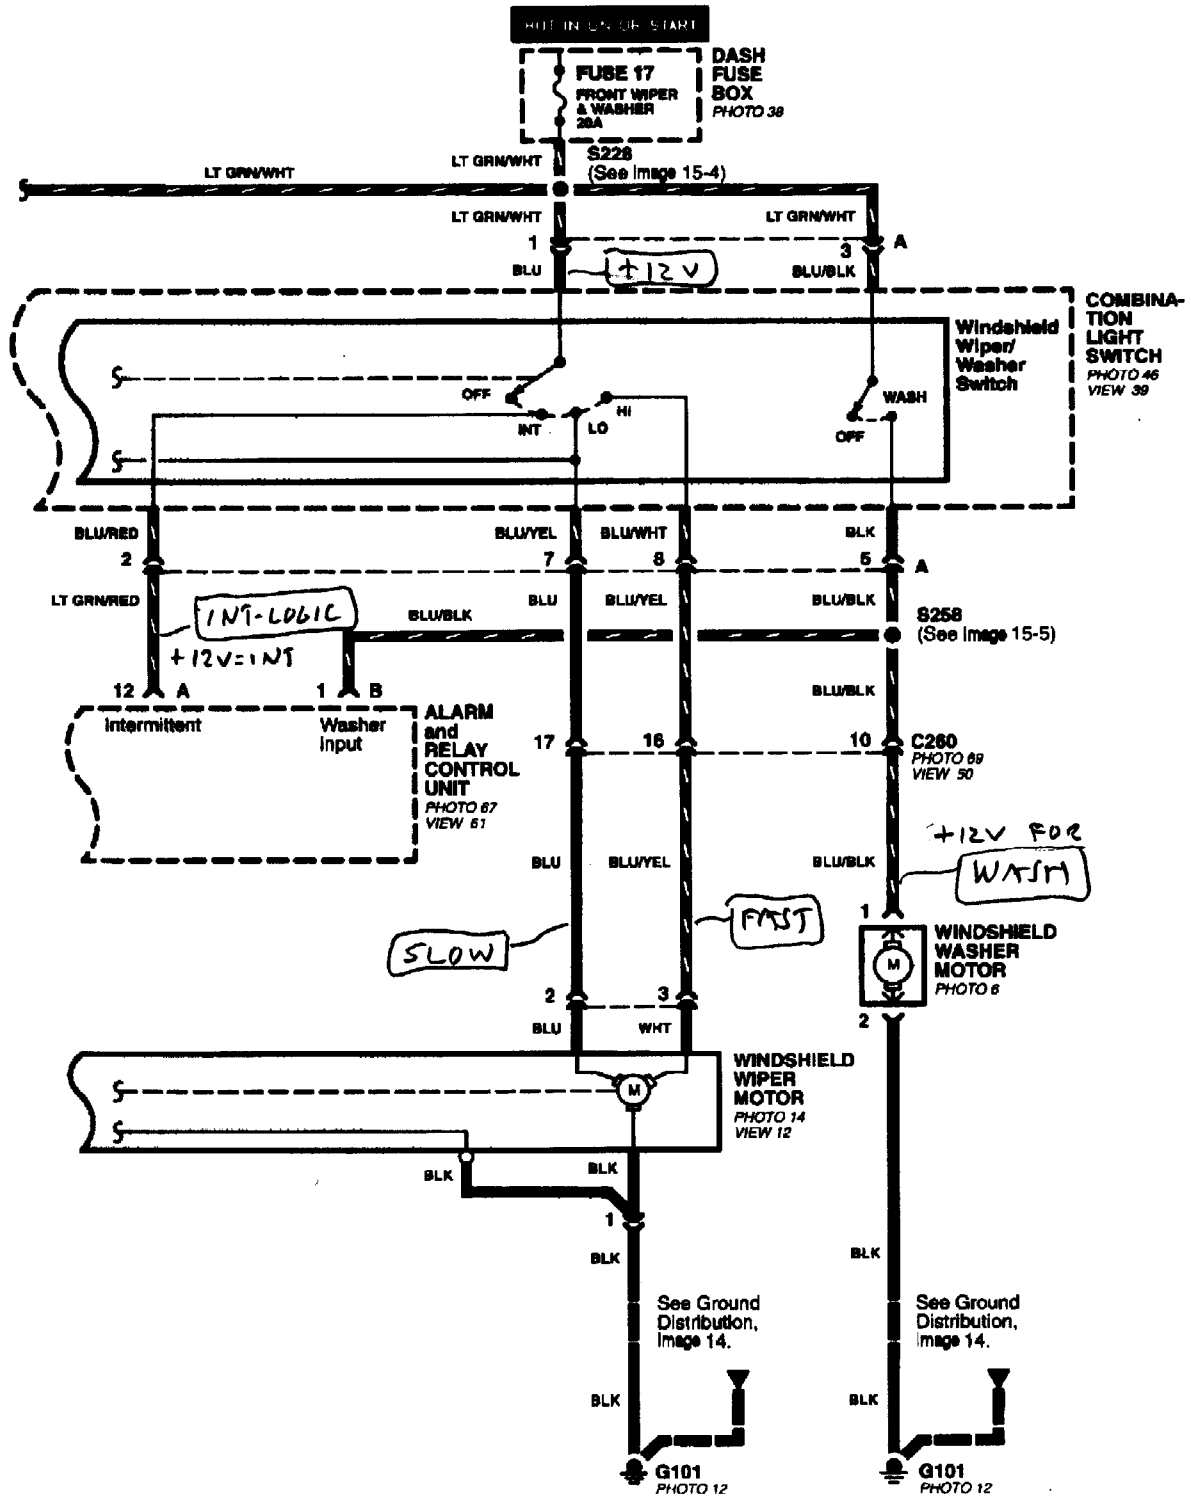 HOT IN ON OR START
FUSE 17
FRONT WIPER
& WASHER
20A
DASH
FUSE
BOX
PHOTO 38
LT GRN/WHT
LT GRN/WHT
S228
(See Image 15-4)
LT GRN/WHT
LT GRN/WHT
1
3
A
BLU
+12V
BLU/BLK
COMBINA-
TION
LIGHT
SWITCH
PHOTO 46
VIEW 39
Windshield
Wiper/
Washer
Switch
OFF
INT
LO
HI
WASH
OFF
BLU/RED
BLU/YEL
BLU/WHT
BLK
2
7
8
5
A
LT GRN/RED
INT-LOGIC
+12V=INT
BLU/BLK
BLU
BLU/YEL
BLU/BLK
S258
(See Image 15-5)
12
A
1
B
BLU/BLK
Intermittent
Washer
Input
ALARM
and
RELAY
CONTROL
UNIT
PHOTO 67
VIEW 61
17
16
10
C260
PHOTO 69
VIEW 50
BLU
BLU/YEL
BLU/BLK
+12V FOR
WASH
SLOW
FAST
1
WINDSHIELD
WASHER
MOTOR
PHOTO 6
M
2
2
3
BLU
WHT
M
WINDSHIELD
WIPER
MOTOR
PHOTO 14
VIEW 12
BLK
BLK
1
BLK
BLK
See Ground
Distribution,
Image 14.
See Ground
Distribution,
Image 14.
BLK
BLK
G101
PHOTO 12
G101
PHOTO 12